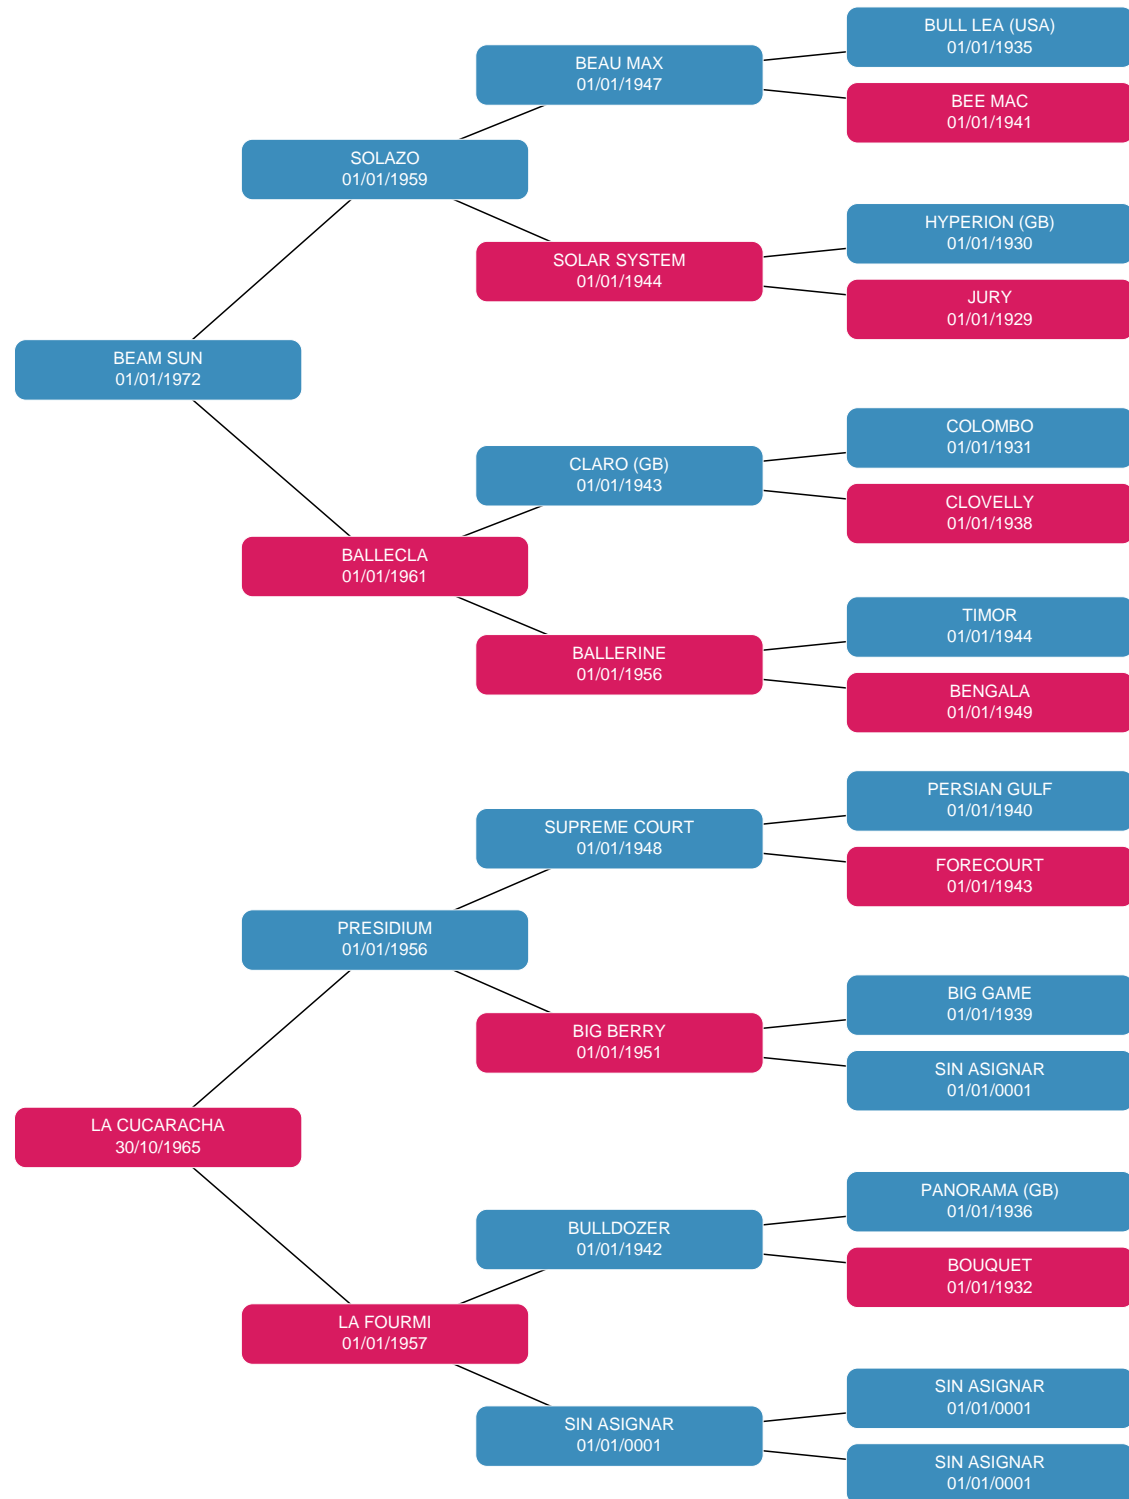 BULL LEA (USA)
01/01/1935
BEAU MAX
01/01/1947
BEE MAC
01/01/1941
SOLAZO
01/01/1959
HYPERION (GB)
01/01/1930
SOLAR SYSTEM
01/01/1944
JURY
01/01/1929
BEAM SUN
01/01/1972
COLOMBO
01/01/1931
CLARO (GB)
01/01/1943
CLOVELLY
01/01/1938
BALLECLA
01/01/1961
TIMOR
01/01/1944
BALLERINE
01/01/1956
BENGALA
01/01/1949
PERSIAN GULF
01/01/1940
SUPREME COURT
01/01/1948
FORECOURT
01/01/1943
PRESIDIUM
01/01/1956
BIG GAME
01/01/1939
BIG BERRY
01/01/1951
SIN ASIGNAR
01/01/0001
LA CUCARACHA
30/10/1965
PANORAMA (GB)
01/01/1936
BULLDOZER
01/01/1942
BOUQUET
01/01/1932
LA FOURMI
01/01/1957
SIN ASIGNAR
01/01/0001
SIN ASIGNAR
01/01/0001
SIN ASIGNAR
01/01/0001